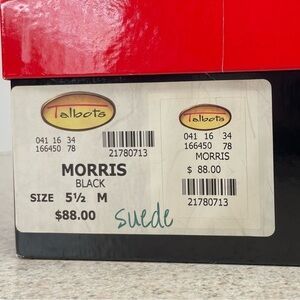 Talbots
041 16 34
166450 78
21780713
MORRIS
BLACK
SIZE 5½ M
$88.00
suede
Talbots
041 16 34
166450 78
MORRIS
$ 88.00
21780713